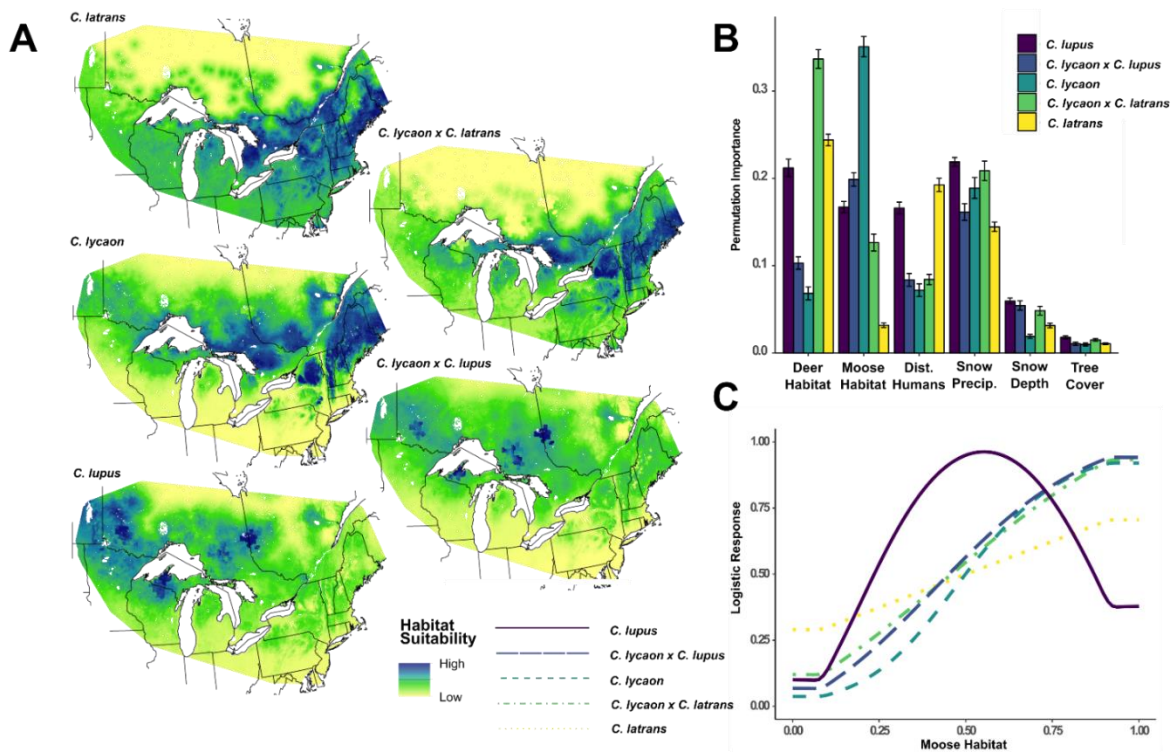 A
C. latrans
C. lycaon x C. latrans
C. lycaon
C. lycaon x C. lupus
C. lupus
Habitat
Suitability
High
Low
C. lupus
C. lycaon x C. lupus
C. lycaon
C. lycaon x C. latrans
C. latrans
B
Permutation Importance
0.3
0.2
0.1
0.0
C. lupus
C. lycaon x C. lupus
C. lycaon
C. lycaon x C. latrans
C. latrans
Deer
Habitat
Moose
Habitat
Dist.
Humans
Snow
Precip.
Snow
Depth
Tree
Cover
C
Logistic Response
1.00
0.75
0.50
0.25
0.00
0.00
0.25
0.50
0.75
1.00
Moose Habitat